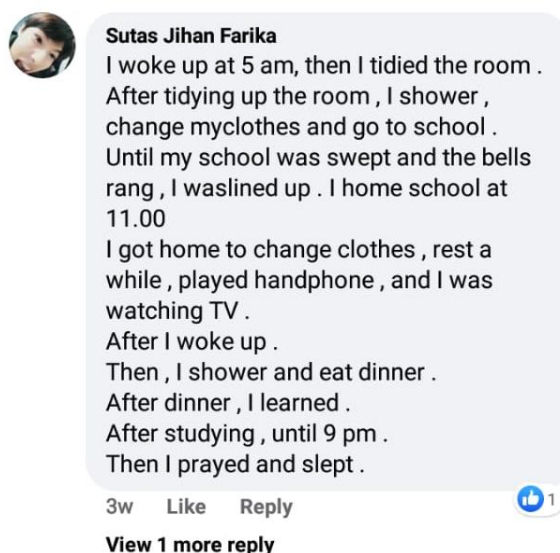 Sutas Jihan Farika
I woke up at 5 am, then I tidied the room .
After tidying up the room , I shower ,
change myclothes and go to school .
Until my school was swept and the bells
rang , I waslined up . I home school at
11.00
I got home to change clothes , rest a
while , played handphone , and I was
watching TV .
After I woke up .
Then , I shower and eat dinner .
After dinner , I learned .
After studying , until 9 pm .
Then I prayed and slept .
3w Like Reply 1
View 1 more reply